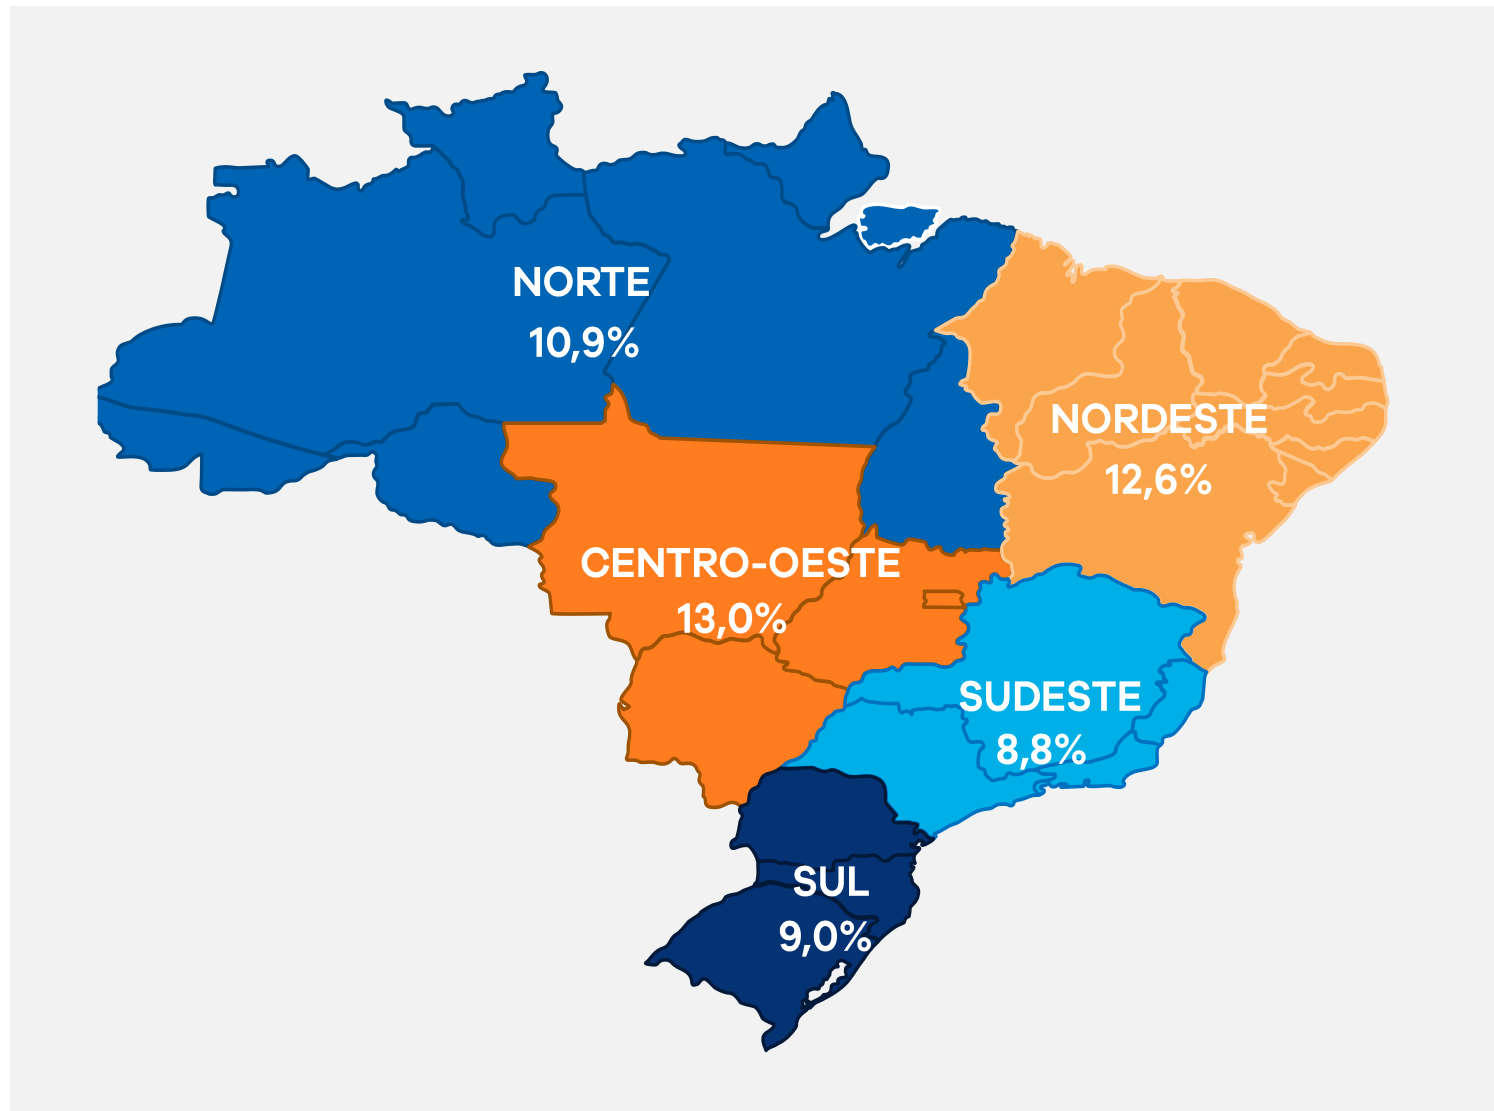 NORTE
10,9%
NORDESTE
12,6%
CENTRO-OESTE
13,0%
SUDESTE
8,8%
SUL
9,0%